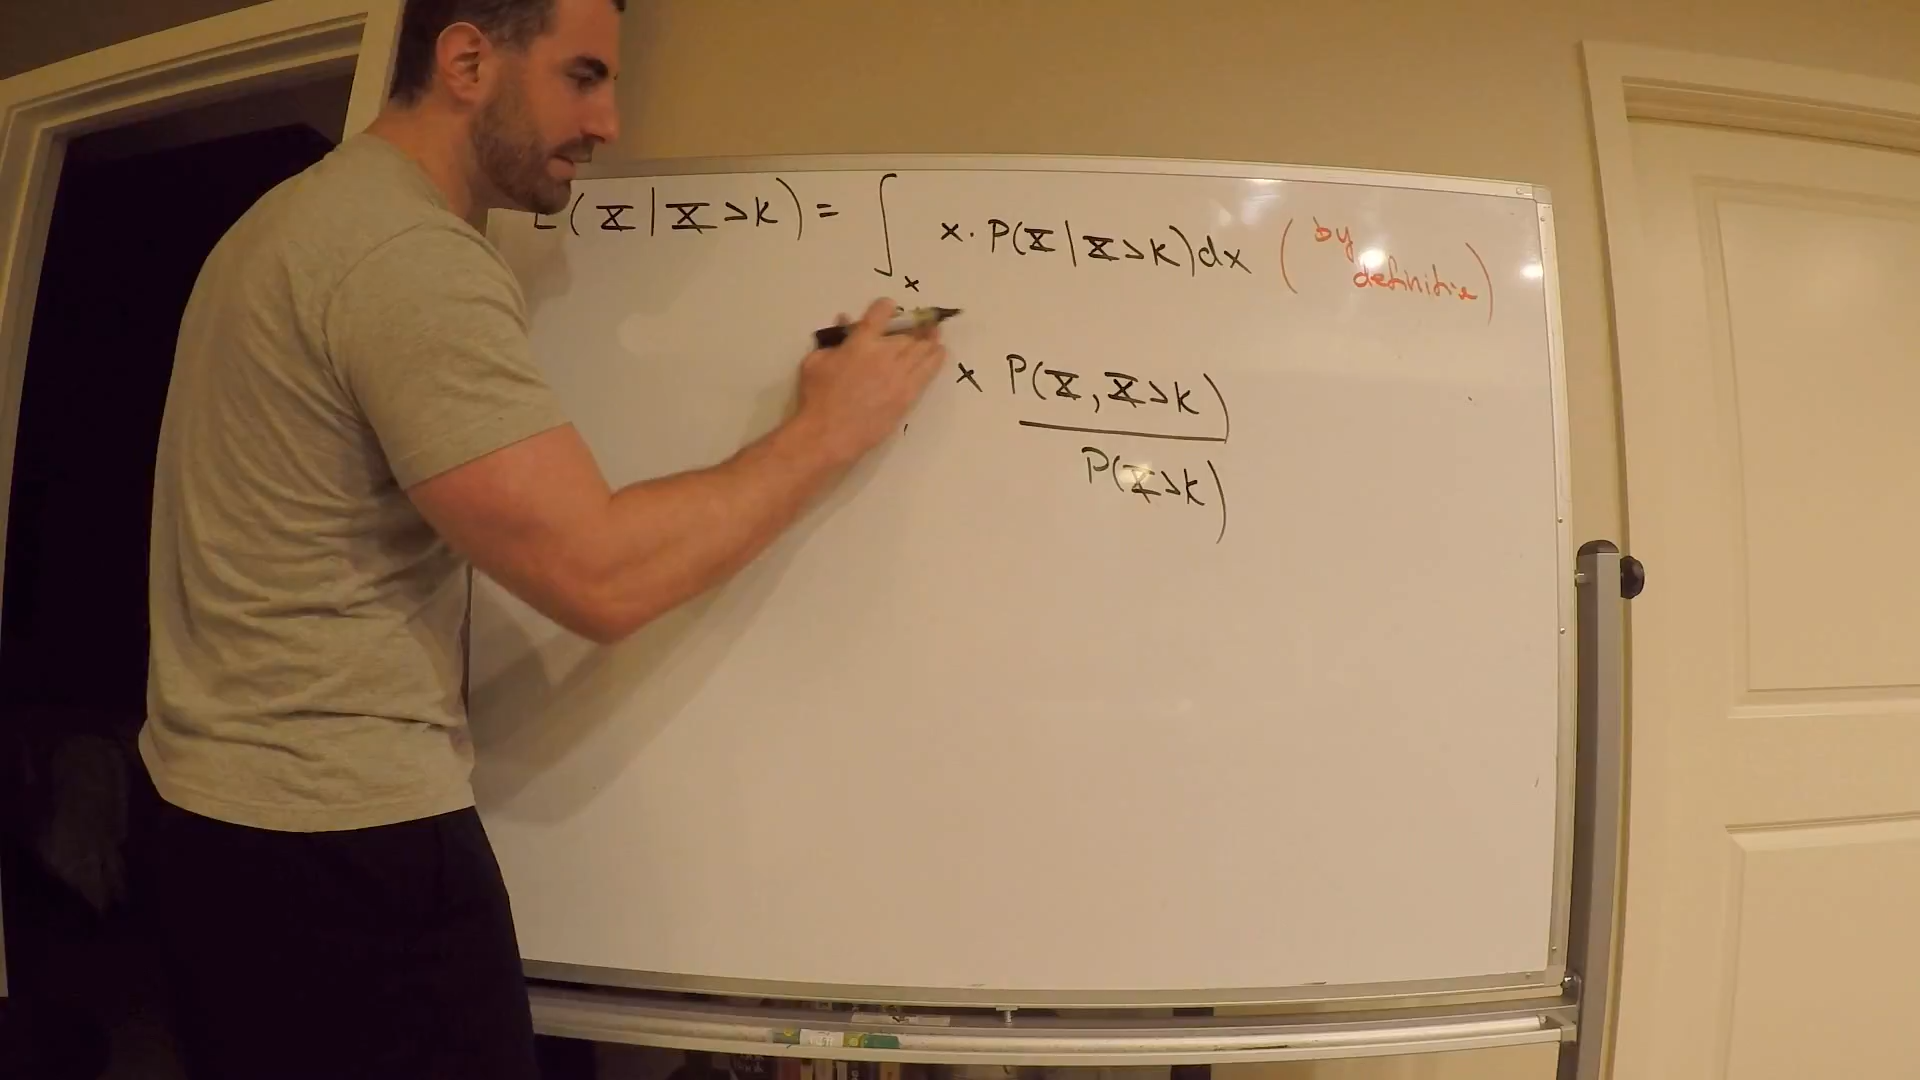 E(X|X>K) = ∫x x. P(X|X>K)dx (by definition)
x P(X, X>K)
P(X>K)